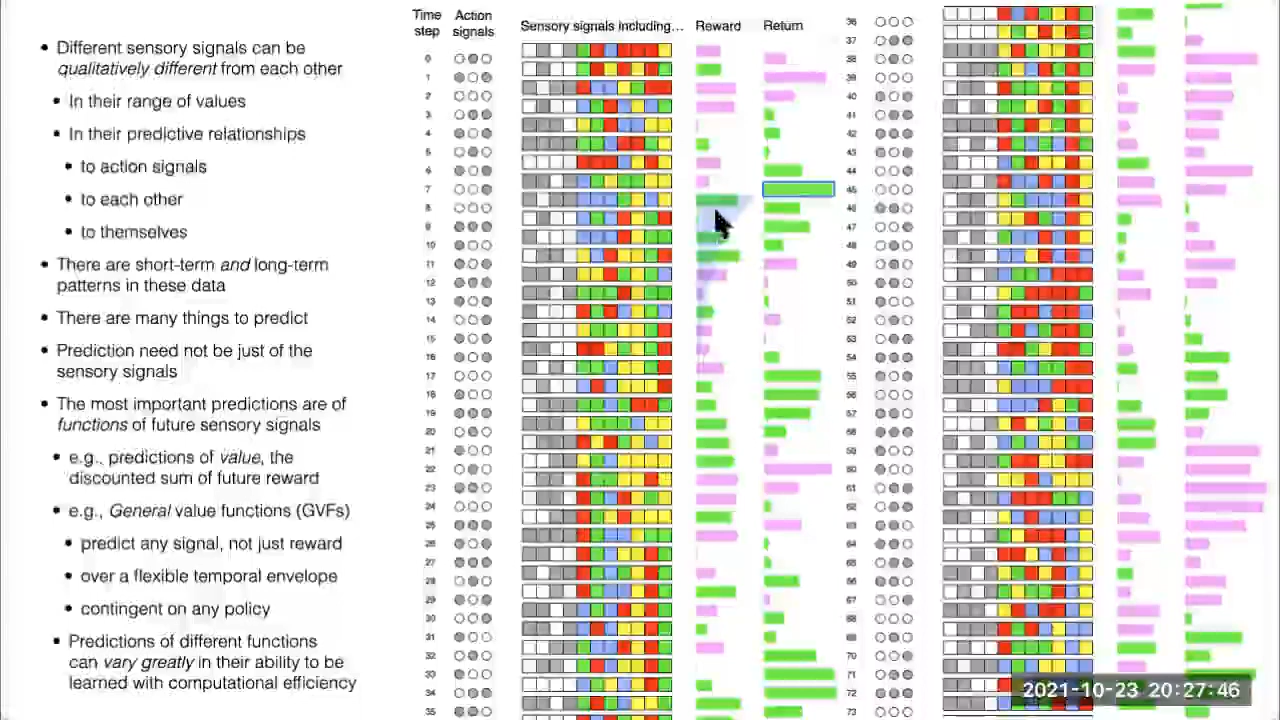 Time
step
Action
signals
Sensory signals including…
Reward
Return
• Different sensory signals can be
qualitatively different from each other
• In their range of values
• In their predictive relationships
• to action signals
• to each other
• to themselves
• There are short-term and long-term
patterns in these data
• There are many things to predict
• Prediction need not be just of the
sensory signals
• The most important predictions are of
functions of future sensory signals
• e.g., predictions of value, the
discounted sum of future reward
• e.g., General value functions (GVFs)
• predict any signal, not just reward
• over a flexible temporal envelope
• contingent on any policy
• Predictions of different functions
can vary greatly in their ability to be
learned with computational efficiency
0
1
2
3
4
5
6
7
8
9
10
11
12
13
14
15
16
17
18
19
20
21
22
23
24
25
26
27
28
29
30
31
32
33
34
35
36
37
38
39
40
41
42
43
44
45
46
47
48
49
50
51
52
53
54
55
56
57
58
59
60
61
62
63
64
65
66
67
68
69
70
71
72
73
2021-10-23 20:27:46